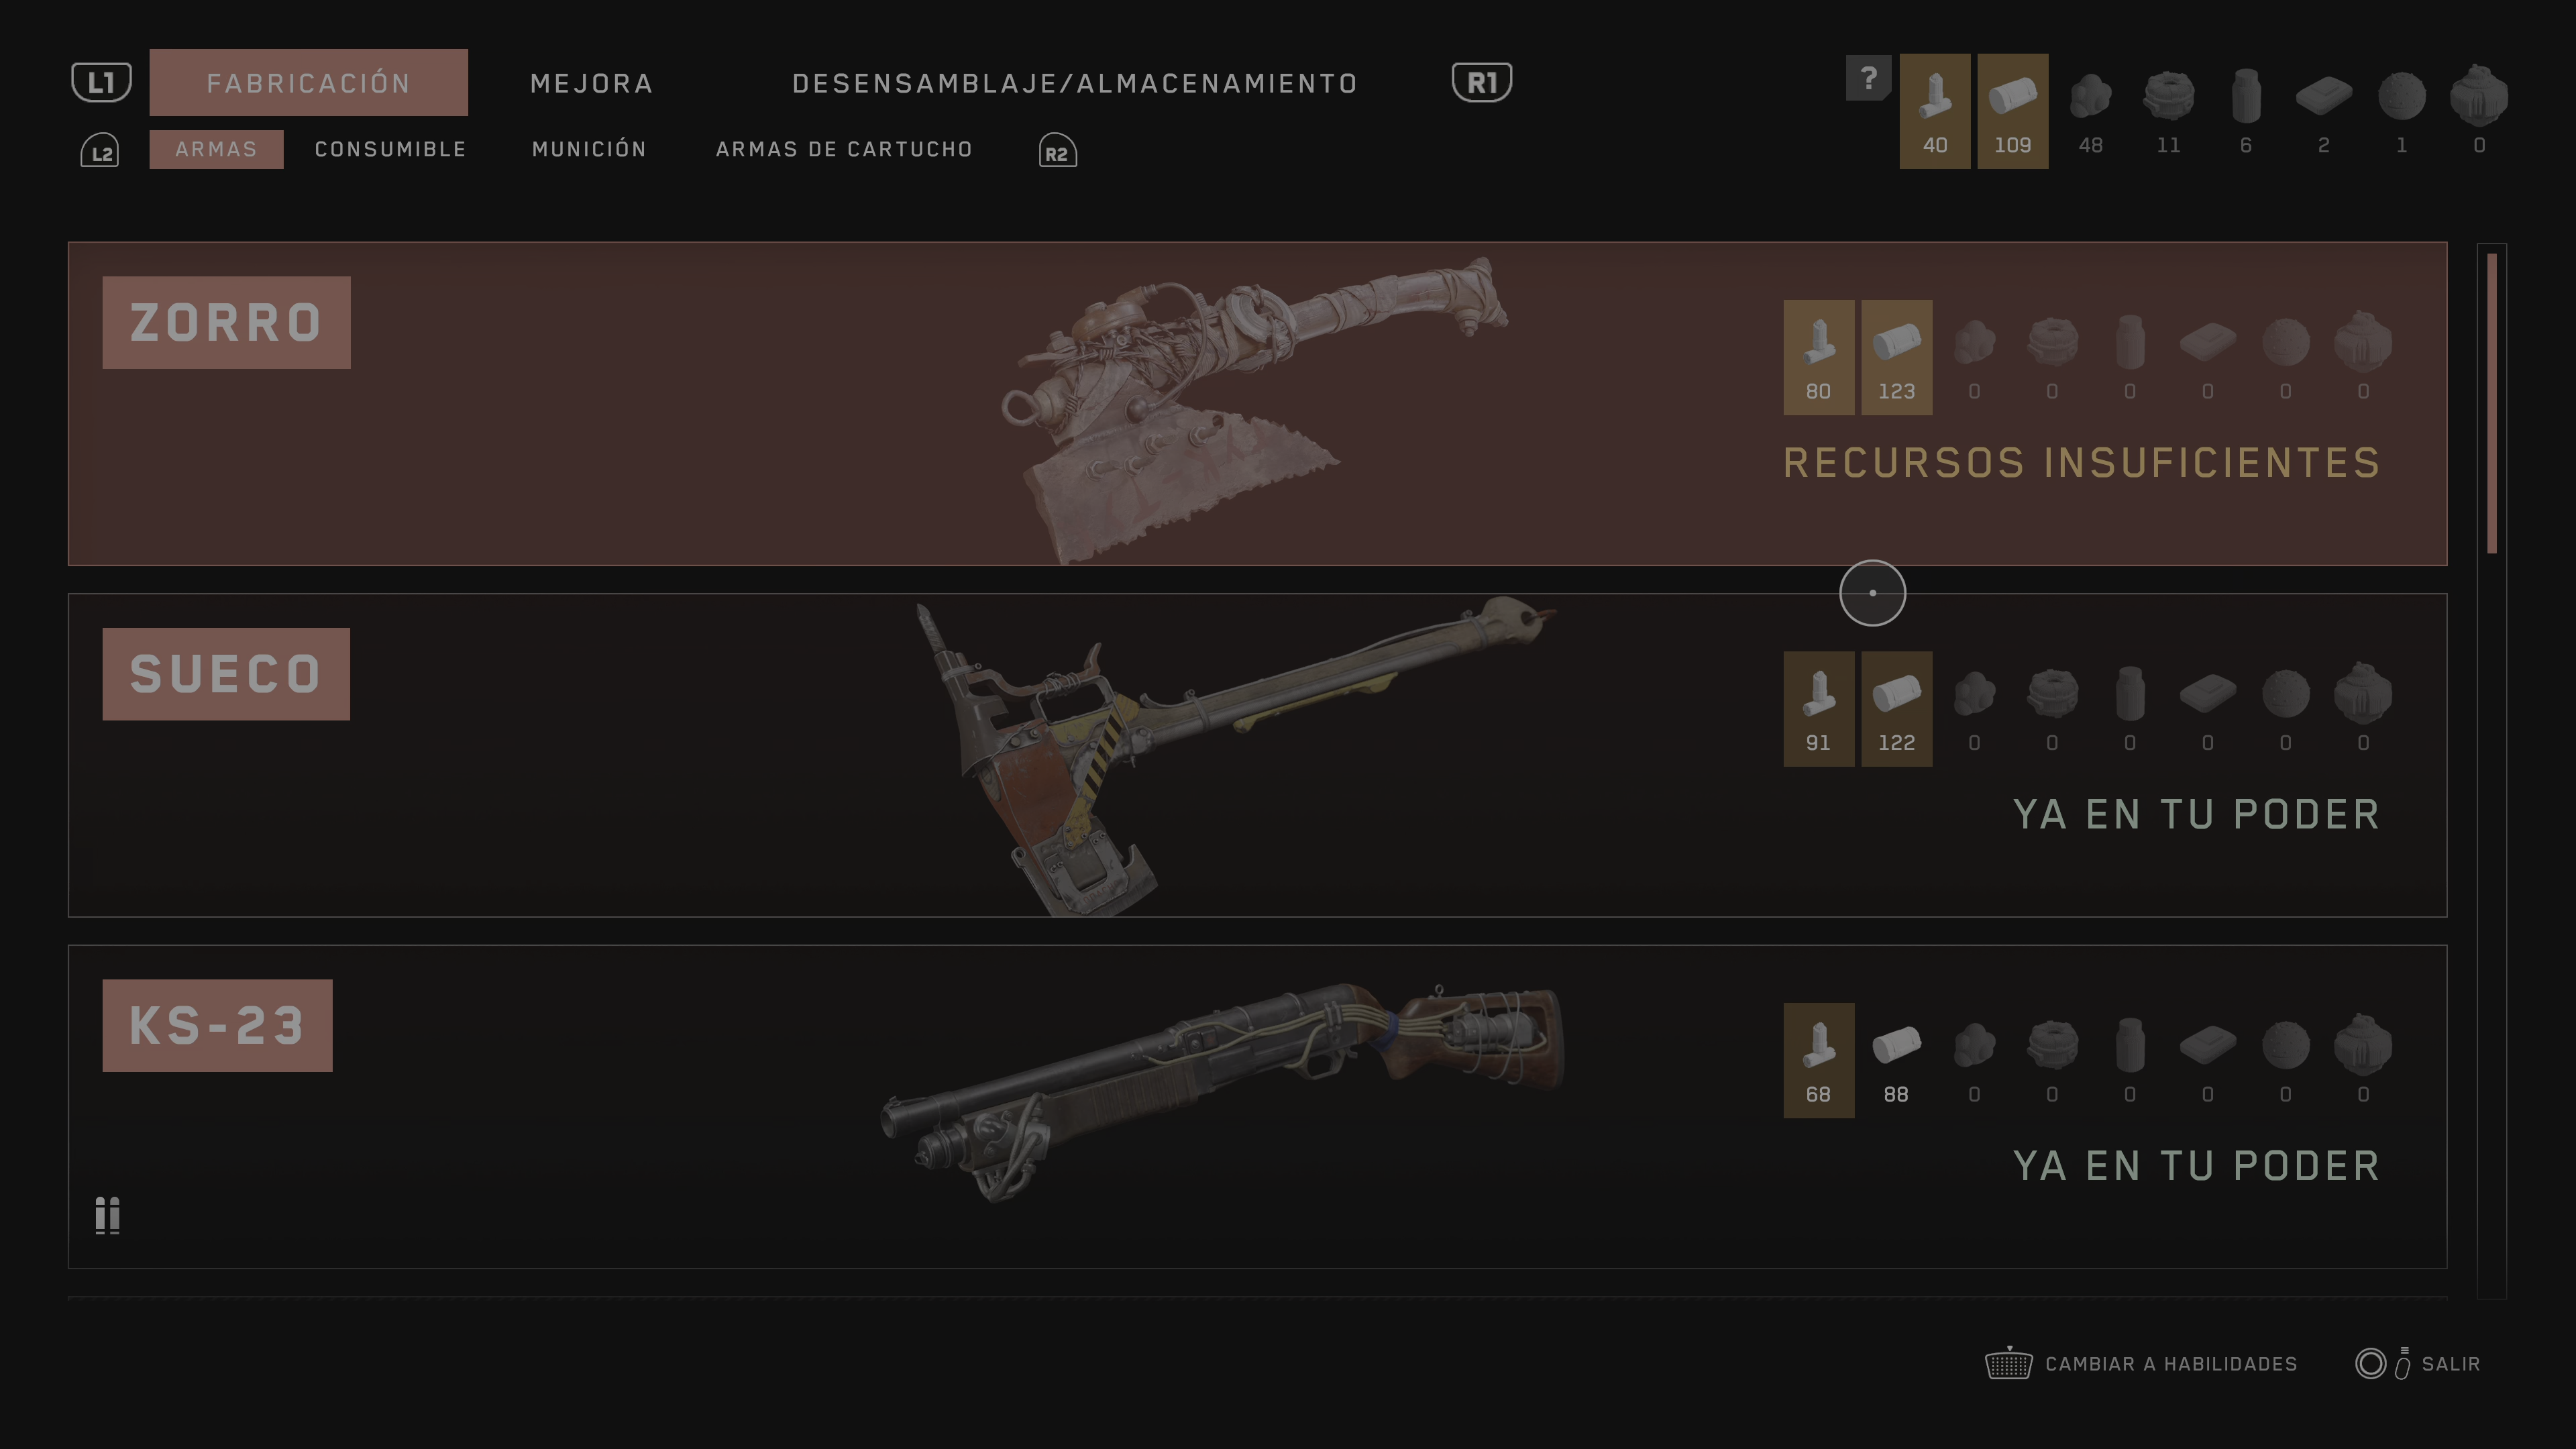 L1 FABRICACIÓN MEJORA DESENSAMBLAJE/ALMACENAMIENTO R1 ?
L2 ARMAS CONSUMIBLE MUNICIÓN ARMAS DE CARTUCHO R2
40 109 48 11 6 2 1 0
ZORRO
80 123 0 0 0 0 0 0
RECURSOS INSUFICIENTES
SUECO
91 122 0 0 0 0 0 0
YA EN TU PODER
KS-23
68 88 0 0 0 0 0 0
YA EN TU PODER
CAMBIAR A HABILIDADES SALIR